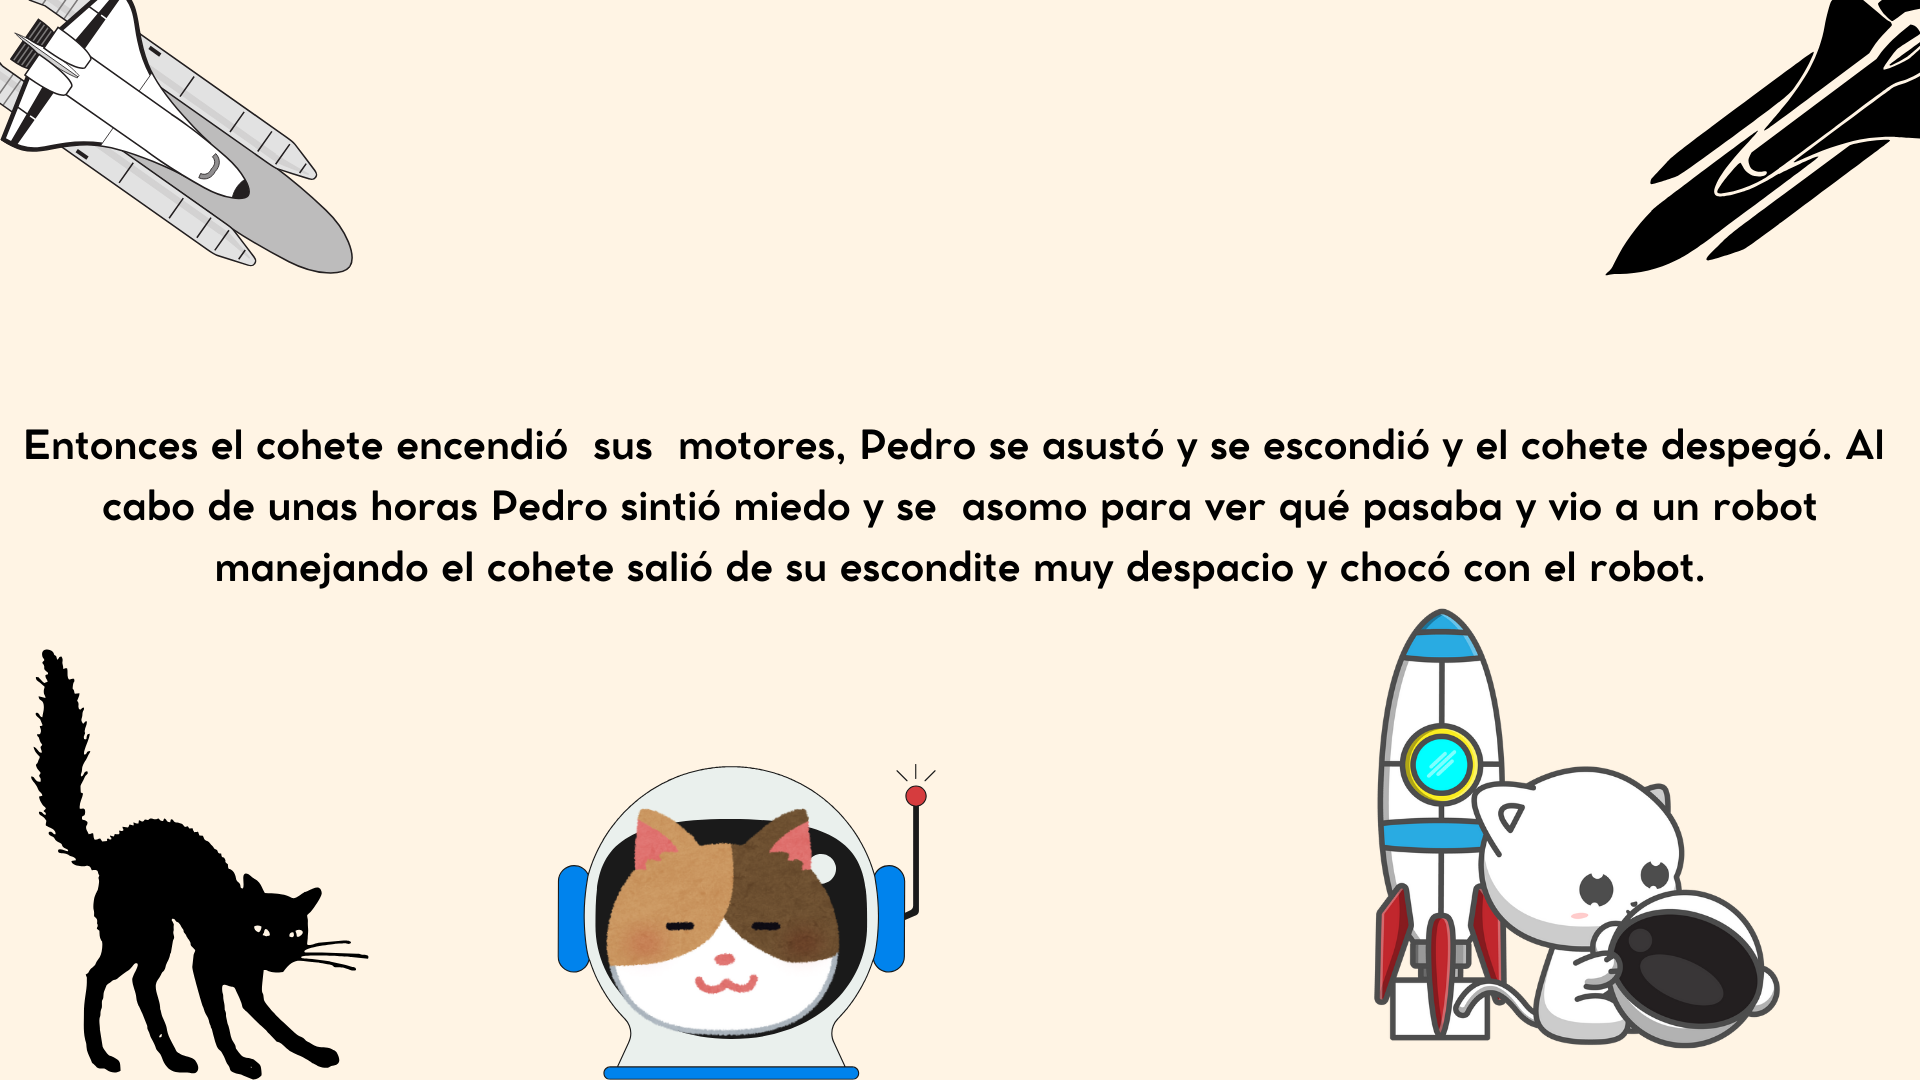 Entonces el cohete encendió  sus  motores, Pedro se asustó y se escondió y el cohete despegó. Al
cabo de unas horas Pedro sintió miedo y se  asomo para ver qué pasaba y vio a un robot
manejando el cohete salió de su escondite muy despacio y chocó con el robot.